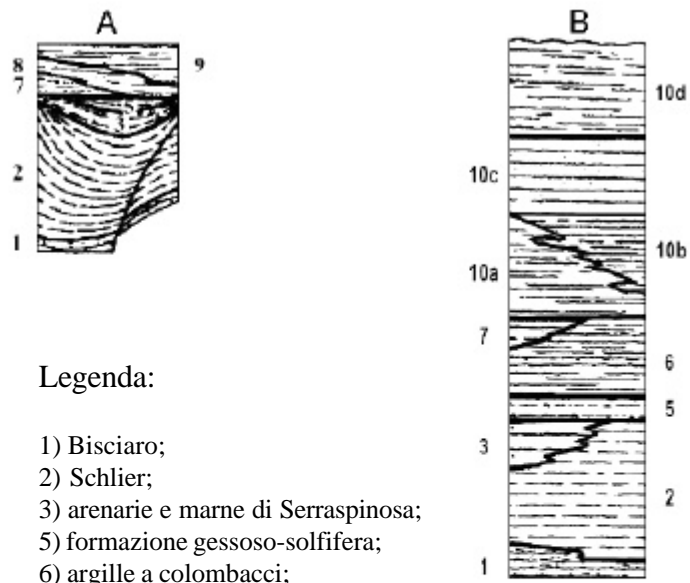 A
8
7
9
2
1
B
10d
10c
10b
10a
7
6
5
3
2
1
Legenda:
1) Bisciaro;
2) Schlier;
3) arenarie e marne di Serraspinosa;
5) formazione gessoso-solfifera;
6) argille a colombacci;